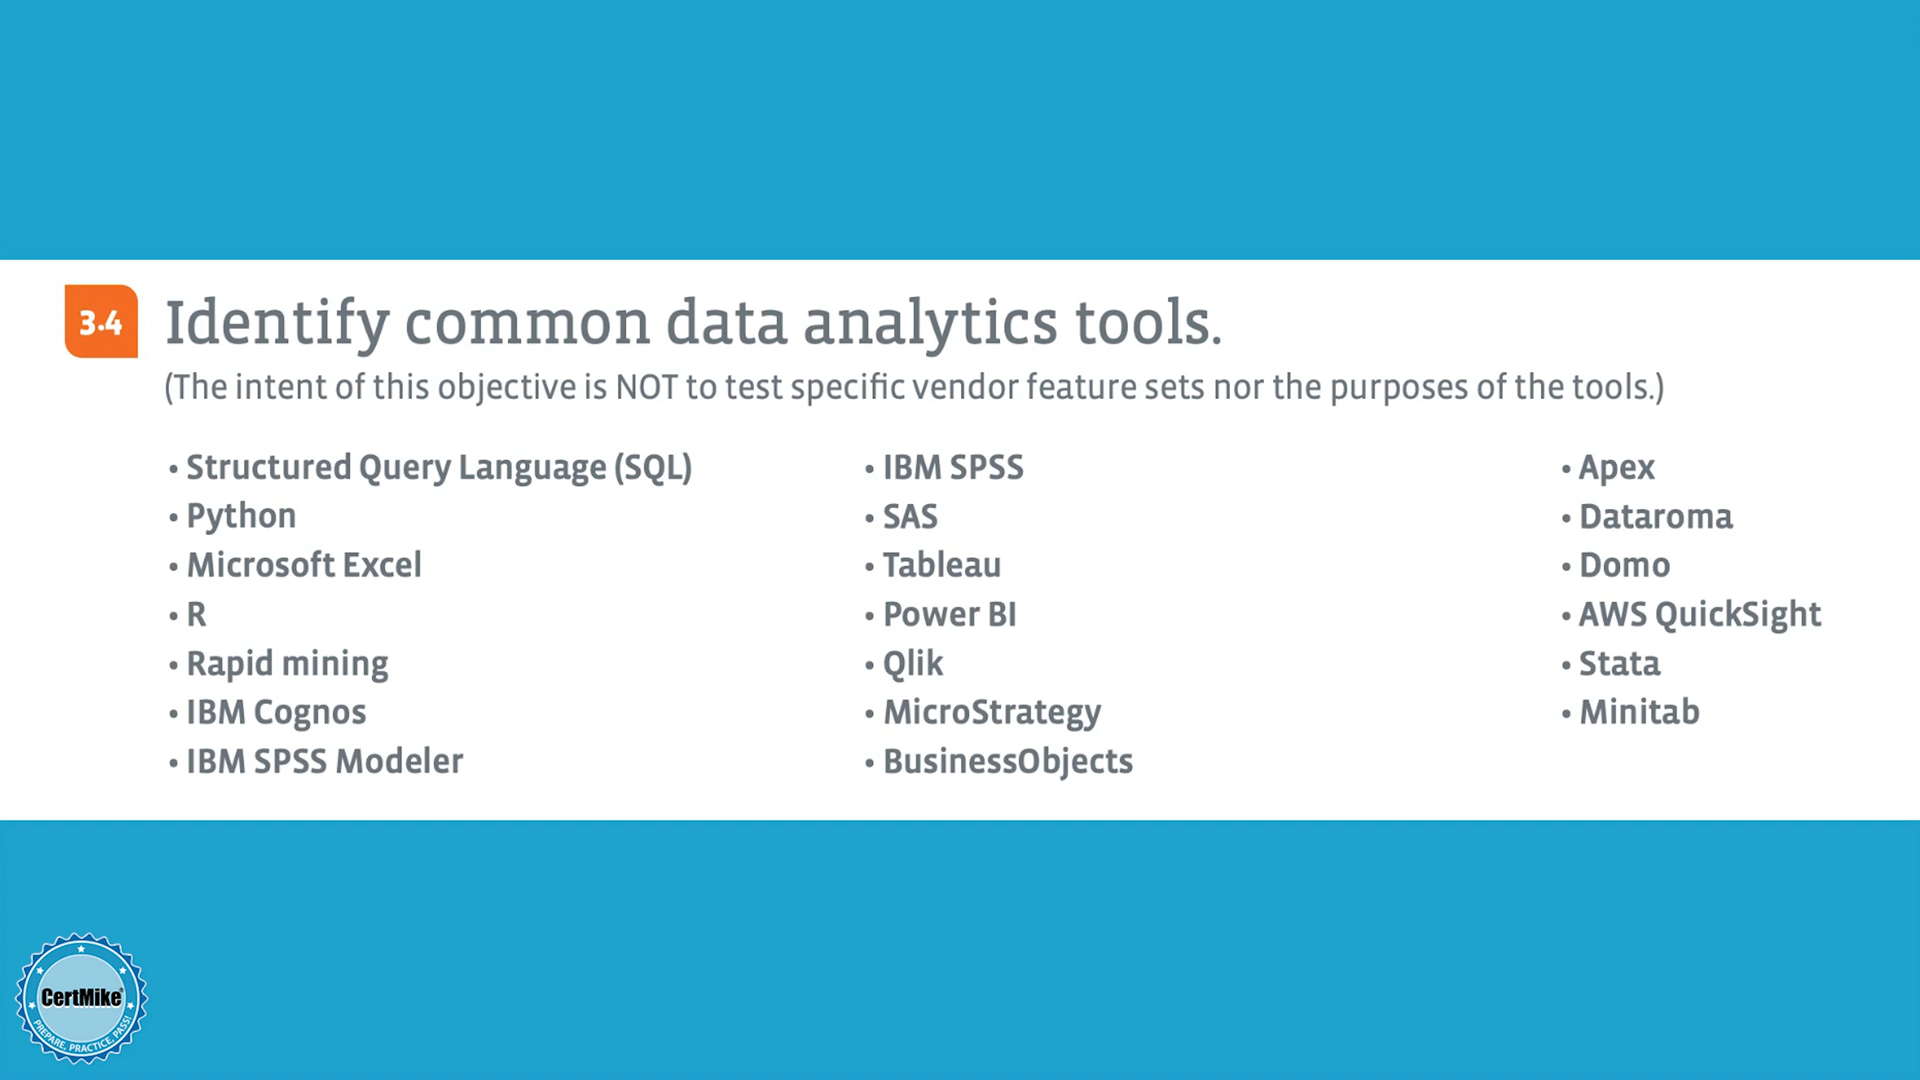 3.4 Identify common data analytics tools.
(The intent of this objective is NOT to test specific vendor feature sets nor the purposes of the tools.)
• Structured Query Language (SQL)
• Python
• Microsoft Excel
• R
• Rapid mining
• IBM Cognos
• IBM SPSS Modeler
• IBM SPSS
• SAS
• Tableau
• Power BI
• Qlik
• MicroStrategy
• BusinessObjects
• Apex
• Dataroma
• Domo
• AWS QuickSight
• Stata
• Minitab
CertMike®
PREPARE, PRACTICE, PASS!